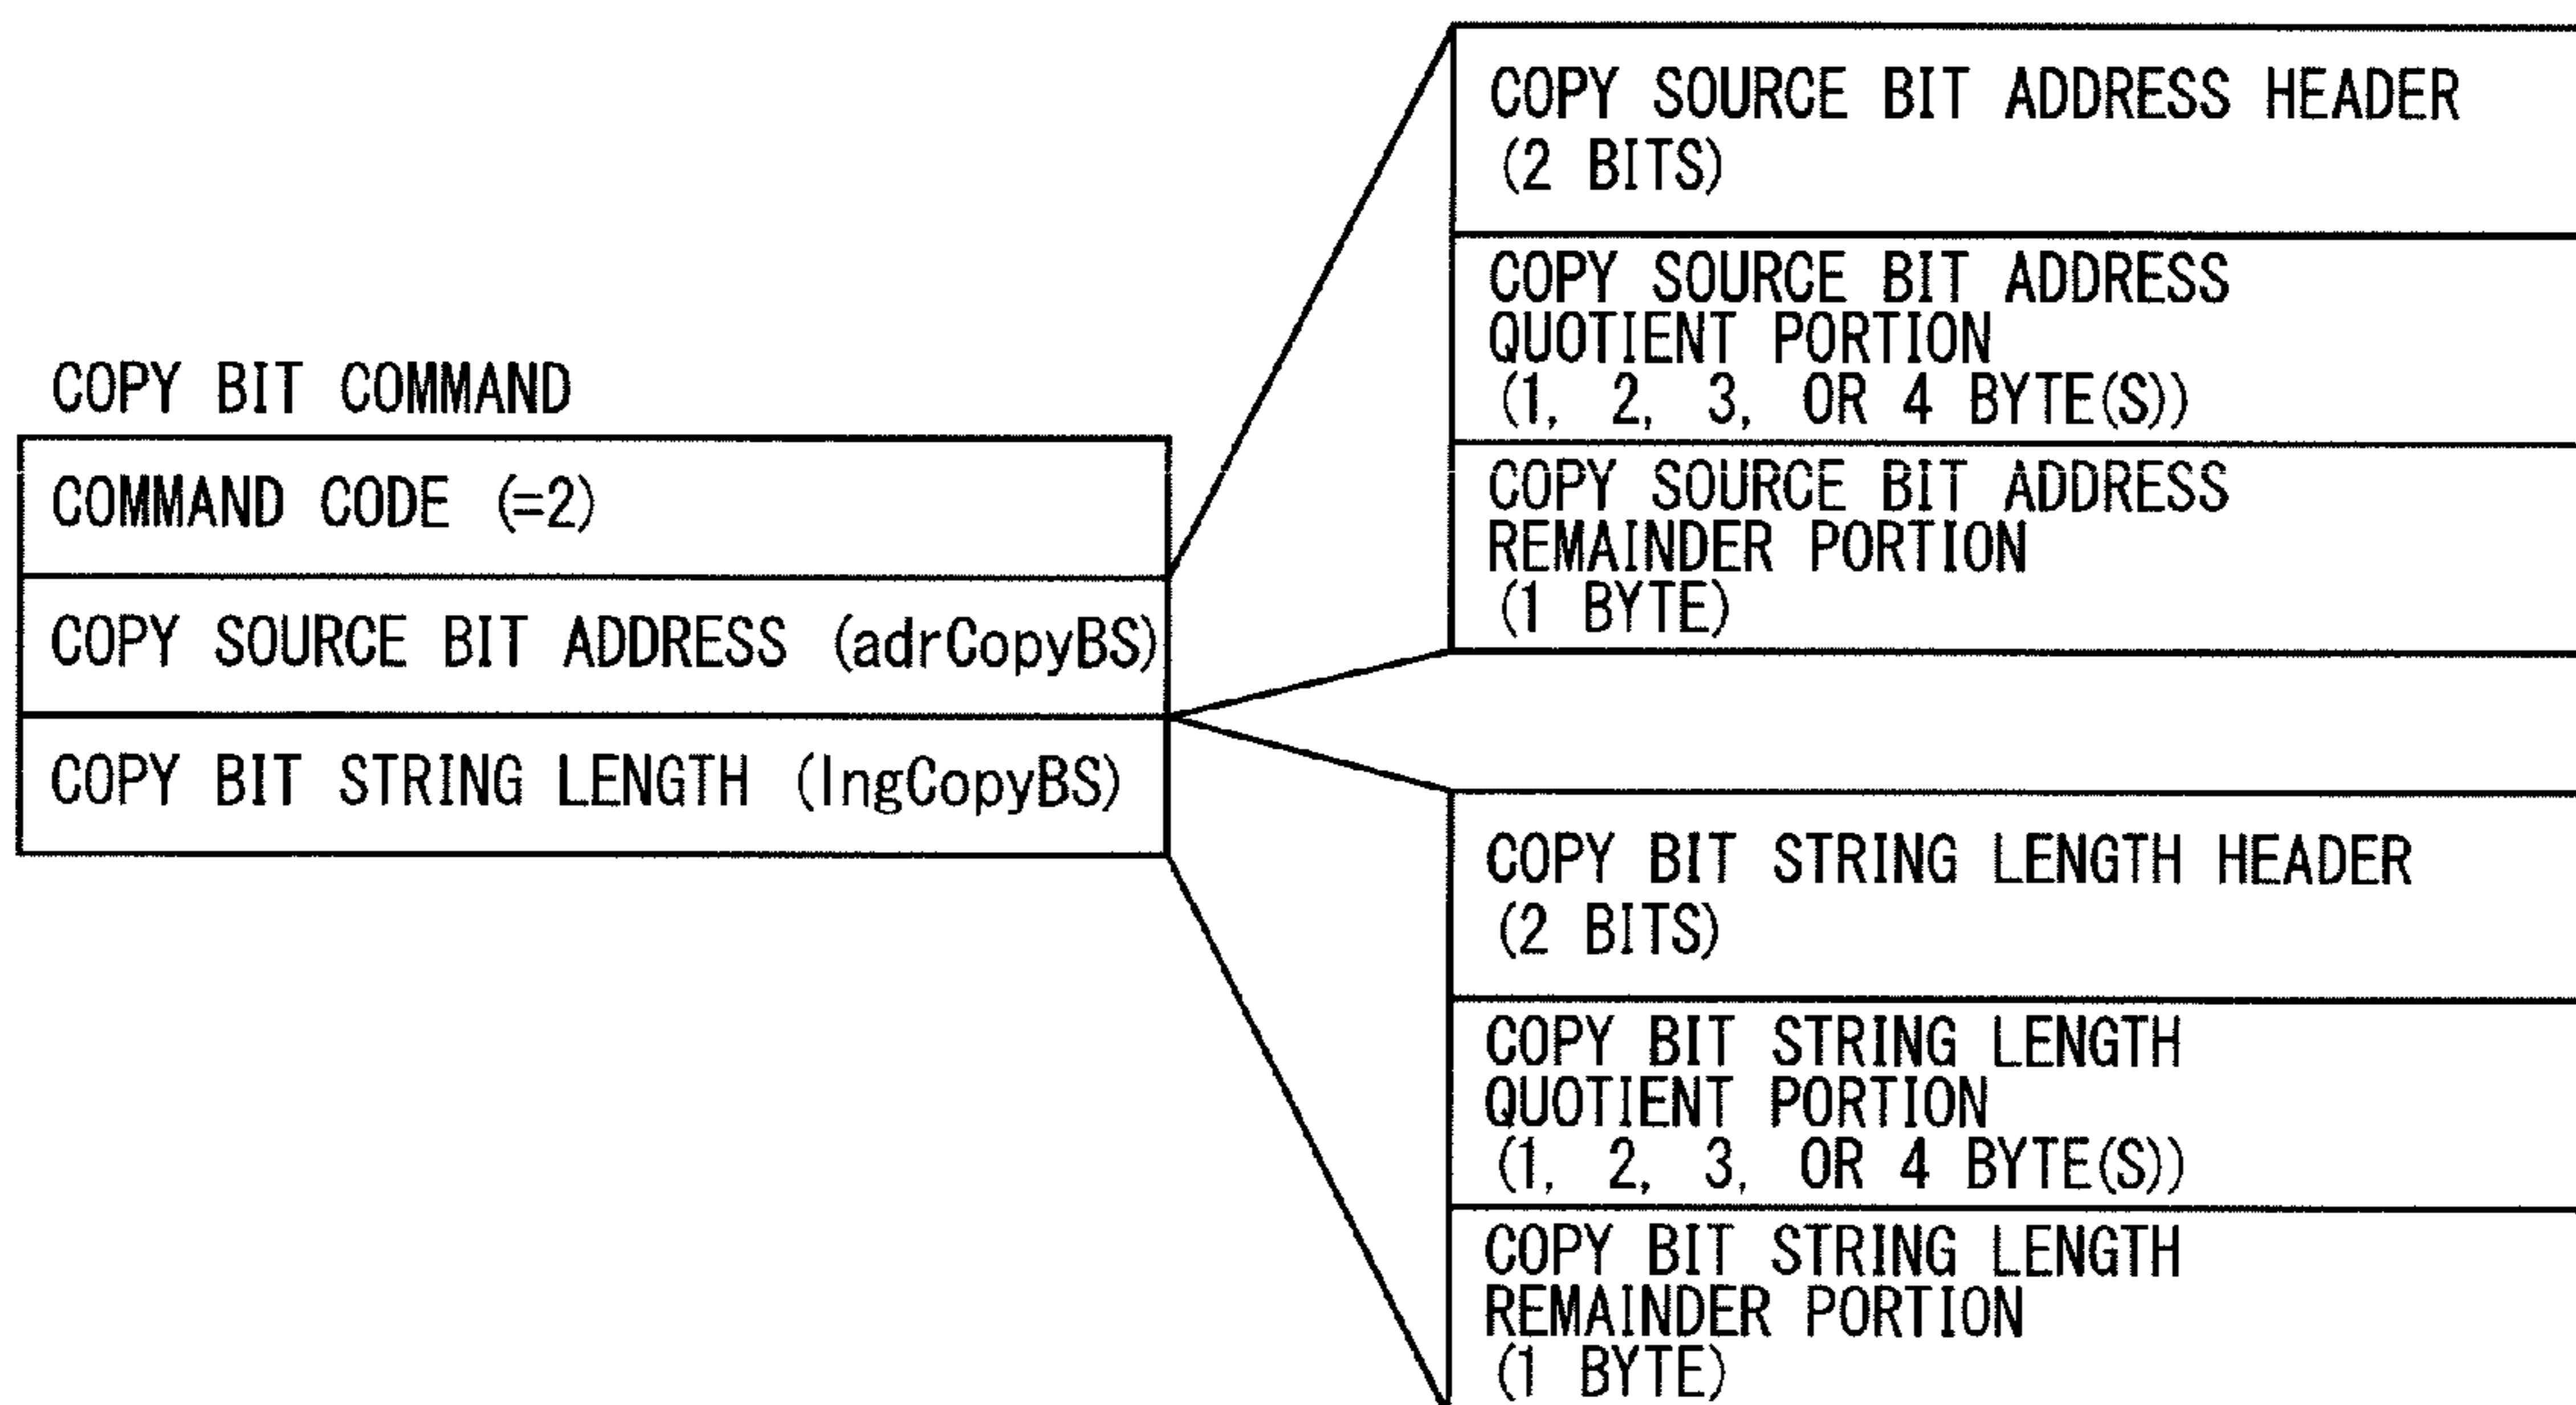 COPY BIT COMMAND
COMMAND CODE (=2)
COPY SOURCE BIT ADDRESS (adrCopyBS)
COPY BIT STRING LENGTH (lngCopyBS)
COPY SOURCE BIT ADDRESS HEADER
(2 BITS)
COPY SOURCE BIT ADDRESS
QUOTIENT PORTION
(1, 2, 3, OR 4 BYTE(S))
COPY SOURCE BIT ADDRESS
REMAINDER PORTION
(1 BYTE)
COPY BIT STRING LENGTH HEADER
(2 BITS)
COPY BIT STRING LENGTH
QUOTIENT PORTION
(1, 2, 3, OR 4 BYTE(S))
COPY BIT STRING LENGTH
REMAINDER PORTION
(1 BYTE)